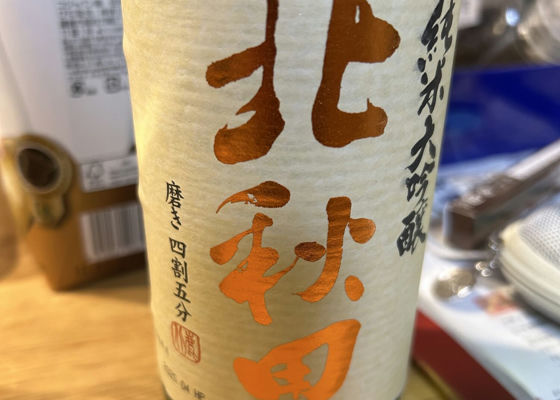 純米大吟醸
北秋田
磨き 四割五分